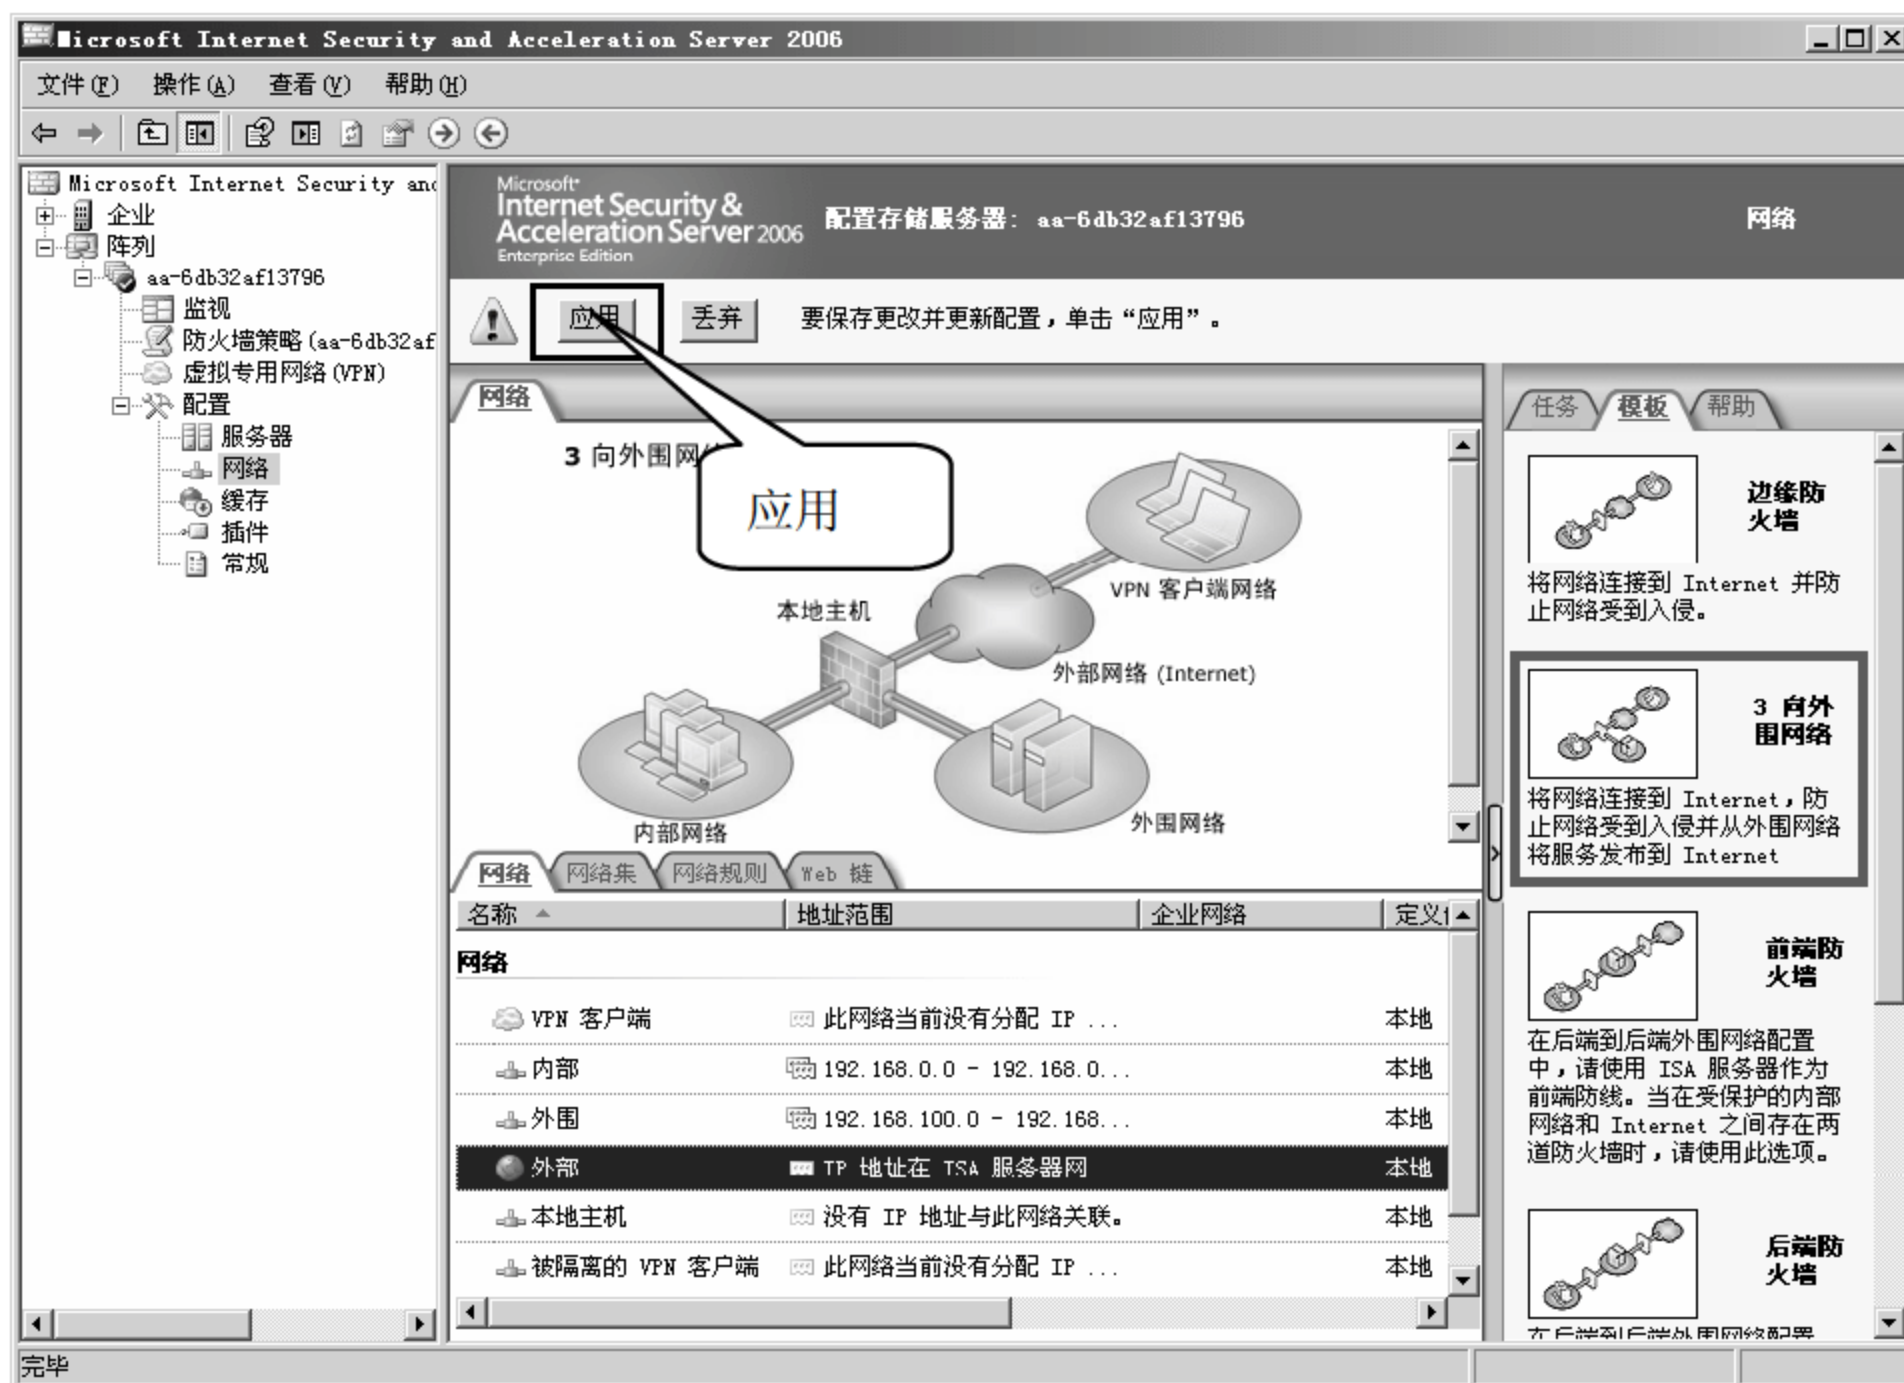 Microsoft Internet Security and Acceleration Server 2006
文件(F) 操作(A) 查看(V) 帮助(H)
Microsoft Internet Security and
企业
阵列
aa-6db32af13796
监视
防火墙策略(aa-6db32af
虚拟专用网络(VPN)
配置
服务器
网络
缓存
插件
常规
Microsoft
Internet Security &
Acceleration Server 2006
Enterprise Edition
配置存储服务器: aa-6db32af13796
网络
应用 丢弃 要保存更改并更新配置，单击“应用”。
网络
3 向外围网
应用
VPN 客户端网络
本地主机
外部网络 (Internet)
内部网络
外围网络
网络 网络集 网络规则 Web 链
名称 地址范围 企业网络 定义
网络
VPN 客户端 此网络当前没有分配 IP ... 本地
内部 192.168.0.0 - 192.168.0... 本地
外围 192.168.100.0 - 192.168... 本地
外部 IP 地址在 ISA 服务器网 本地
本地主机 没有 IP 地址与此网络关联。 本地
被隔离的 VPN 客户端 此网络当前没有分配 IP ... 本地
任务 模板 帮助
边缘防
火墙
将网络连接到 Internet 并防
止网络受到入侵。
3 向外
围网络
将网络连接到 Internet，防
止网络受到入侵并从外围网络
将服务发布到 Internet
前端防
火墙
在后端到后端外围网络配置
中，请使用 ISA 服务器作为
前端防线。当在受保护的内部
网络和 Internet 之间存在两
道防火墙时，请使用此选项。
后端防
火墙
在后端到后端外围网络配置
完毕